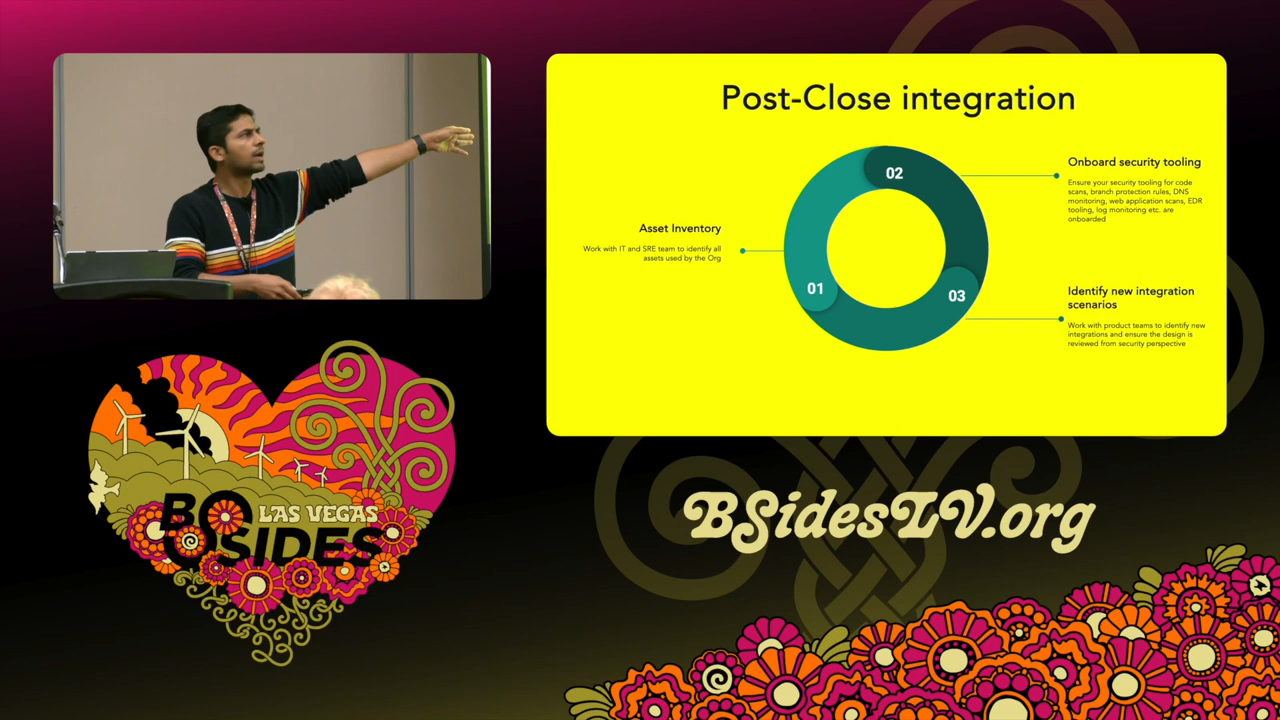 Post-Close integration
02
Onboard security tooling
Ensure your security tooling for code
scans, branch protection rules, DNS
monitoring, web application scans, EDR
tooling, log monitoring etc. are
onboarded
Asset Inventory
Work with IT and SRE team to identify all
assets used by the Org
01
03
Identify new integration
scenarios
Work with product teams to identify new
integrations and ensure the design is
reviewed from security perspective
LAS VEGAS
BSIDES
23
BSidesLV.org